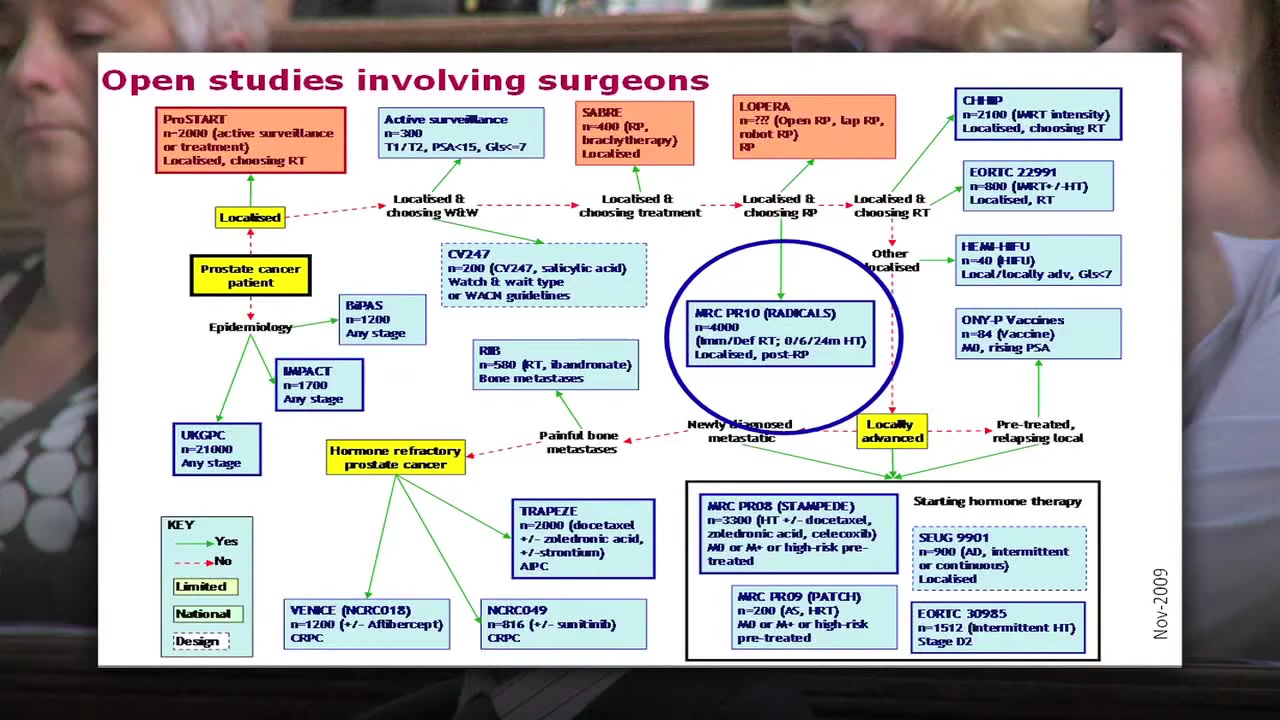 Open studies involving surgeons
ProSTART
n=2000 (active surveillance
or treatment)
Localised, choosing RT
Active surveillance
n=300
T1/T2, PSA<15, Gls<=7
SABRE
n=400 (RP,
brachytherapy)
Localised
LOPERA
n=??? (Open RP, lap RP,
robot RP)
RP
CHHIP
n=2100 (IMRT intensity)
Localised, choosing RT
EORTC 22991
n=800 (IMRT+/-HT)
Localised, RT
Localised
Localised &
choosing W&W
Localised &
choosing treatment
Localised &
choosing RP
Localised &
choosing RT
Prostate cancer
patient
CV247
n=200 (CV247, salicylic acid)
Watch & wait type
or WACN guidelines
Other
localised
HEMI-HIFU
n=40 (HIFU)
Local/locally adv, Gls<7
Epidemiology
BiPAS
n=1200
Any stage
MRC PR10 (RADICALS)
n=4000
(Imm/Def RT; 0/6/24m HT)
Localised, post-RP
ONY-P Vaccines
n=84 (Vaccine)
M0, rising PSA
IMPACT
n=1700
Any stage
RIB
n=580 (RT, ibandronate)
Bone metastases
UKGPC
n=21000
Any stage
Hormone refractory
prostate cancer
Painful bone
metastases
Newly diagnosed
metastatic
Locally
advanced
Pre-treated,
relapsing local
TRAPEZE
n=2000 (docetaxel
+/- zoledronic acid,
+/-strontium)
AIPC
MRC PR08 (STAMPEDE)
n=3300 (HT +/- docetaxel,
zoledronic acid, celecoxib)
M0 or M+ or high-risk pre-
treated
Starting hormone therapy
SEUG 9901
n=900 (AD, intermittent
or continuous)
Localised
KEY
Yes
No
Limited
National
Design
VENICE (NCRC018)
n=1200 (+/- Aflibercept)
CRPC
NCRC049
n=816 (+/- sunitinib)
CRPC
MRC PR09 (PATCH)
n=200 (AS, HRT)
M0 or M+ or high-risk
pre-treated
EORTC 30985
n=1512 (Intermittent HT)
Stage D2
Nov-2009